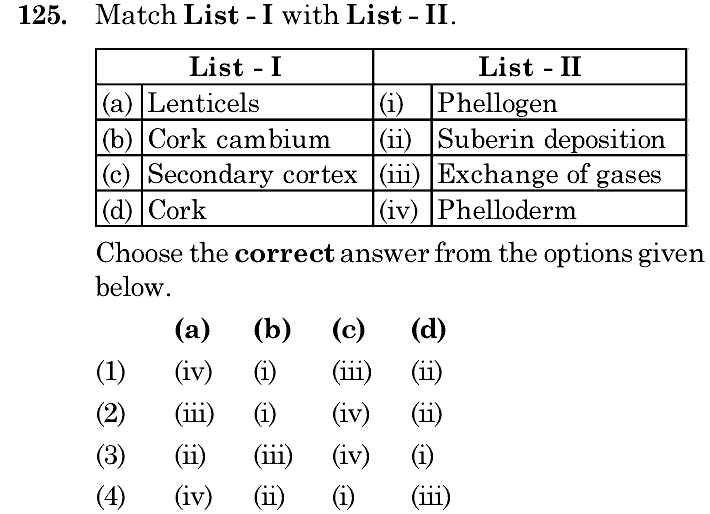 125. Match List - I with List - II.
List - I List - II
(a) Lenticels (i) Phellogen
(b) Cork cambium (ii) Suberin deposition
(c) Secondary cortex (iii) Exchange of gases
(d) Cork (iv) Phelloderm
Choose the correct answer from the options given
below.
(a) (b) (c) (d)
(1) (iv) (i) (iii) (ii)
(2) (iii) (i) (iv) (ii)
(3) (ii) (iii) (iv) (i)
(4) (iv) (ii) (i) (iii)